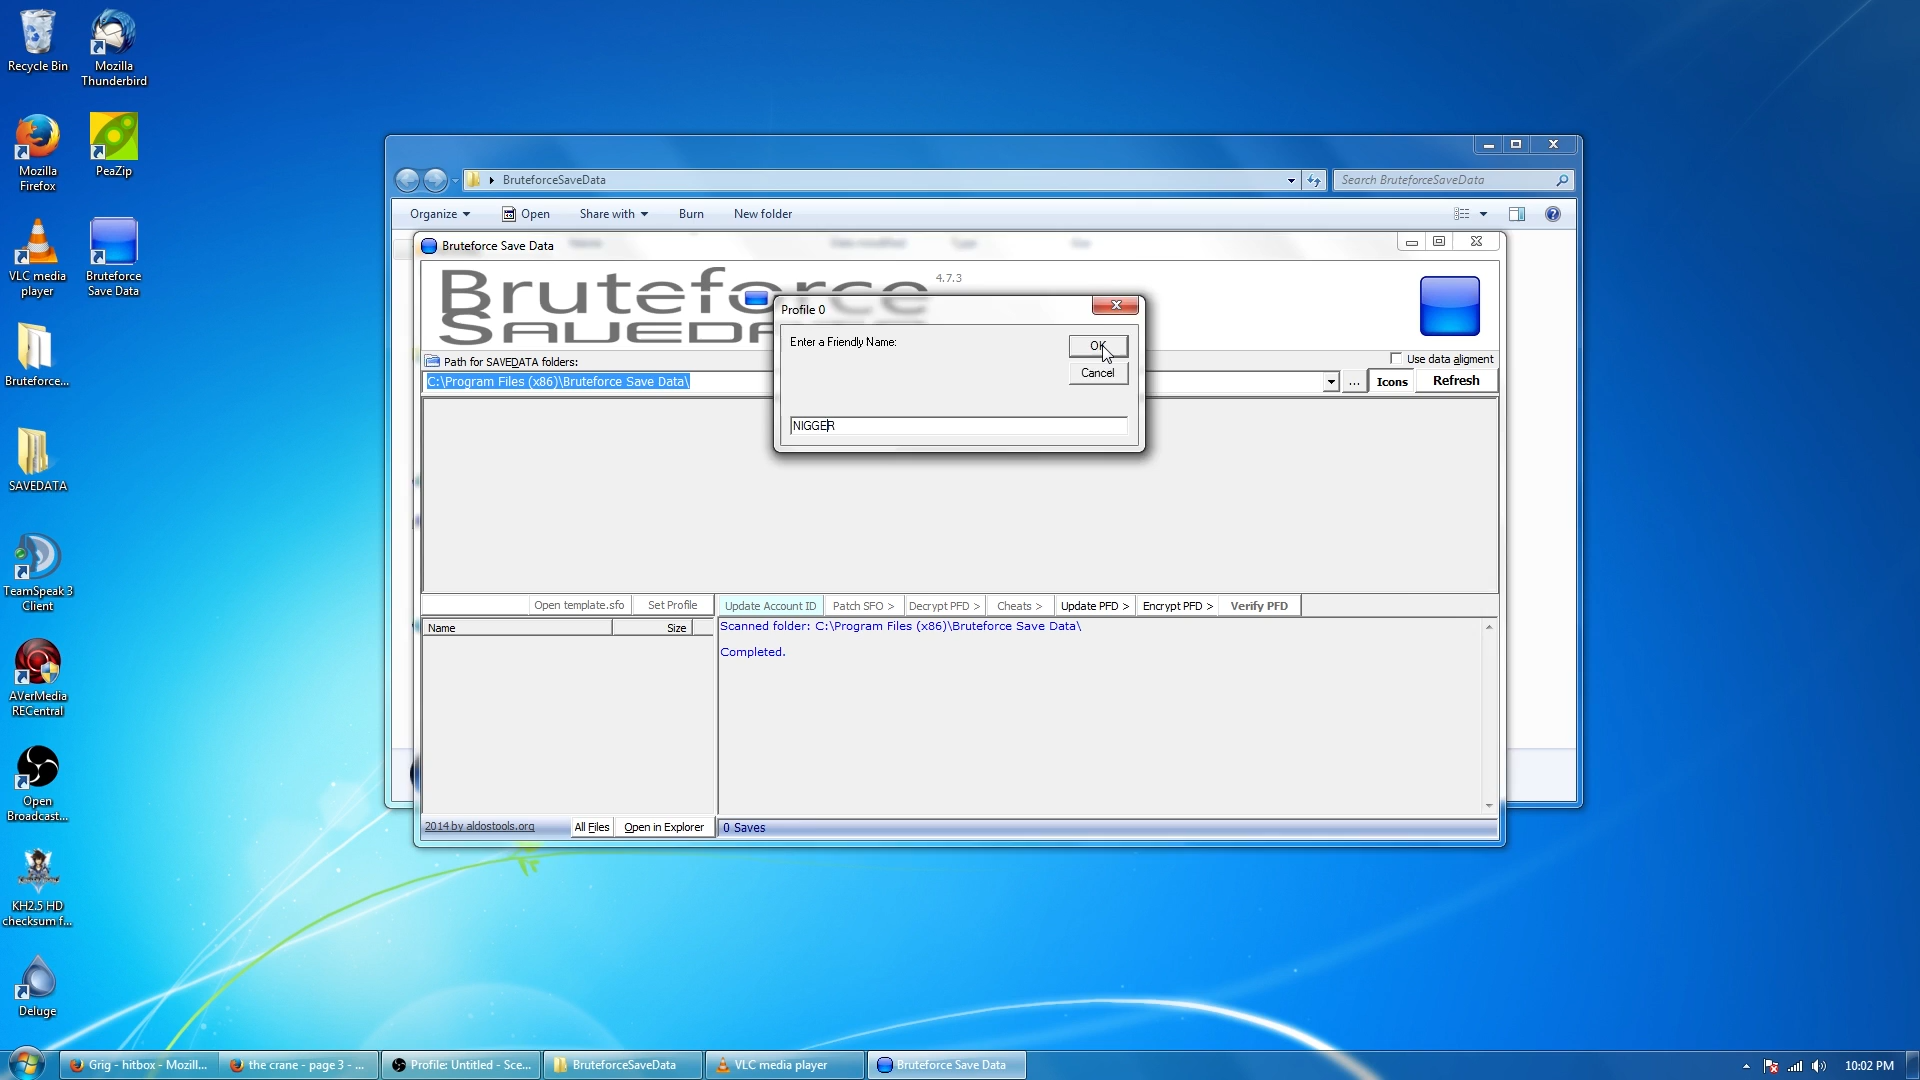 Recycle Bin
Mozilla
Thunderbird
Mozilla
Firefox
PeaZip
VLC media
player
Bruteforce
Save Data
Bruteforce...
SAVEDATA
TeamSpeak 3
Client
AVerMedia
RECentral
Open
Broadcast...
KH2.5 HD
checksum f...
Deluge
BruteforceSaveData
Search BruteforceSaveData
Organize
Open
Share with
Burn
New folder
Bruteforce Save Data
Name
Date modified
Type
Size
Bruteforce
4.7.3
Profile 0
Enter a Friendly Name:
OK
Cancel
NIGGER
Path for SAVEDATA folders:
Use data aligment
C:\Program Files (x86)\Bruteforce Save Data\
...
Icons
Refresh
Open template.sfo
Set Profile
Update Account ID
Patch SFO >
Decrypt PFD >
Cheats >
Update PFD >
Encrypt PFD >
Verify PFD
Name
Size
Scanned folder: C:\Program Files (x86)\Bruteforce Save Data\
Completed.
2014 by aldostools.org
All Files
Open in Explorer
0 Saves
Grig - hitbox - Mozill...
the crane - page 3 - ...
Profile: Untitled - Sce...
BruteforceSaveData
VLC media player
Bruteforce Save Data
10:02 PM